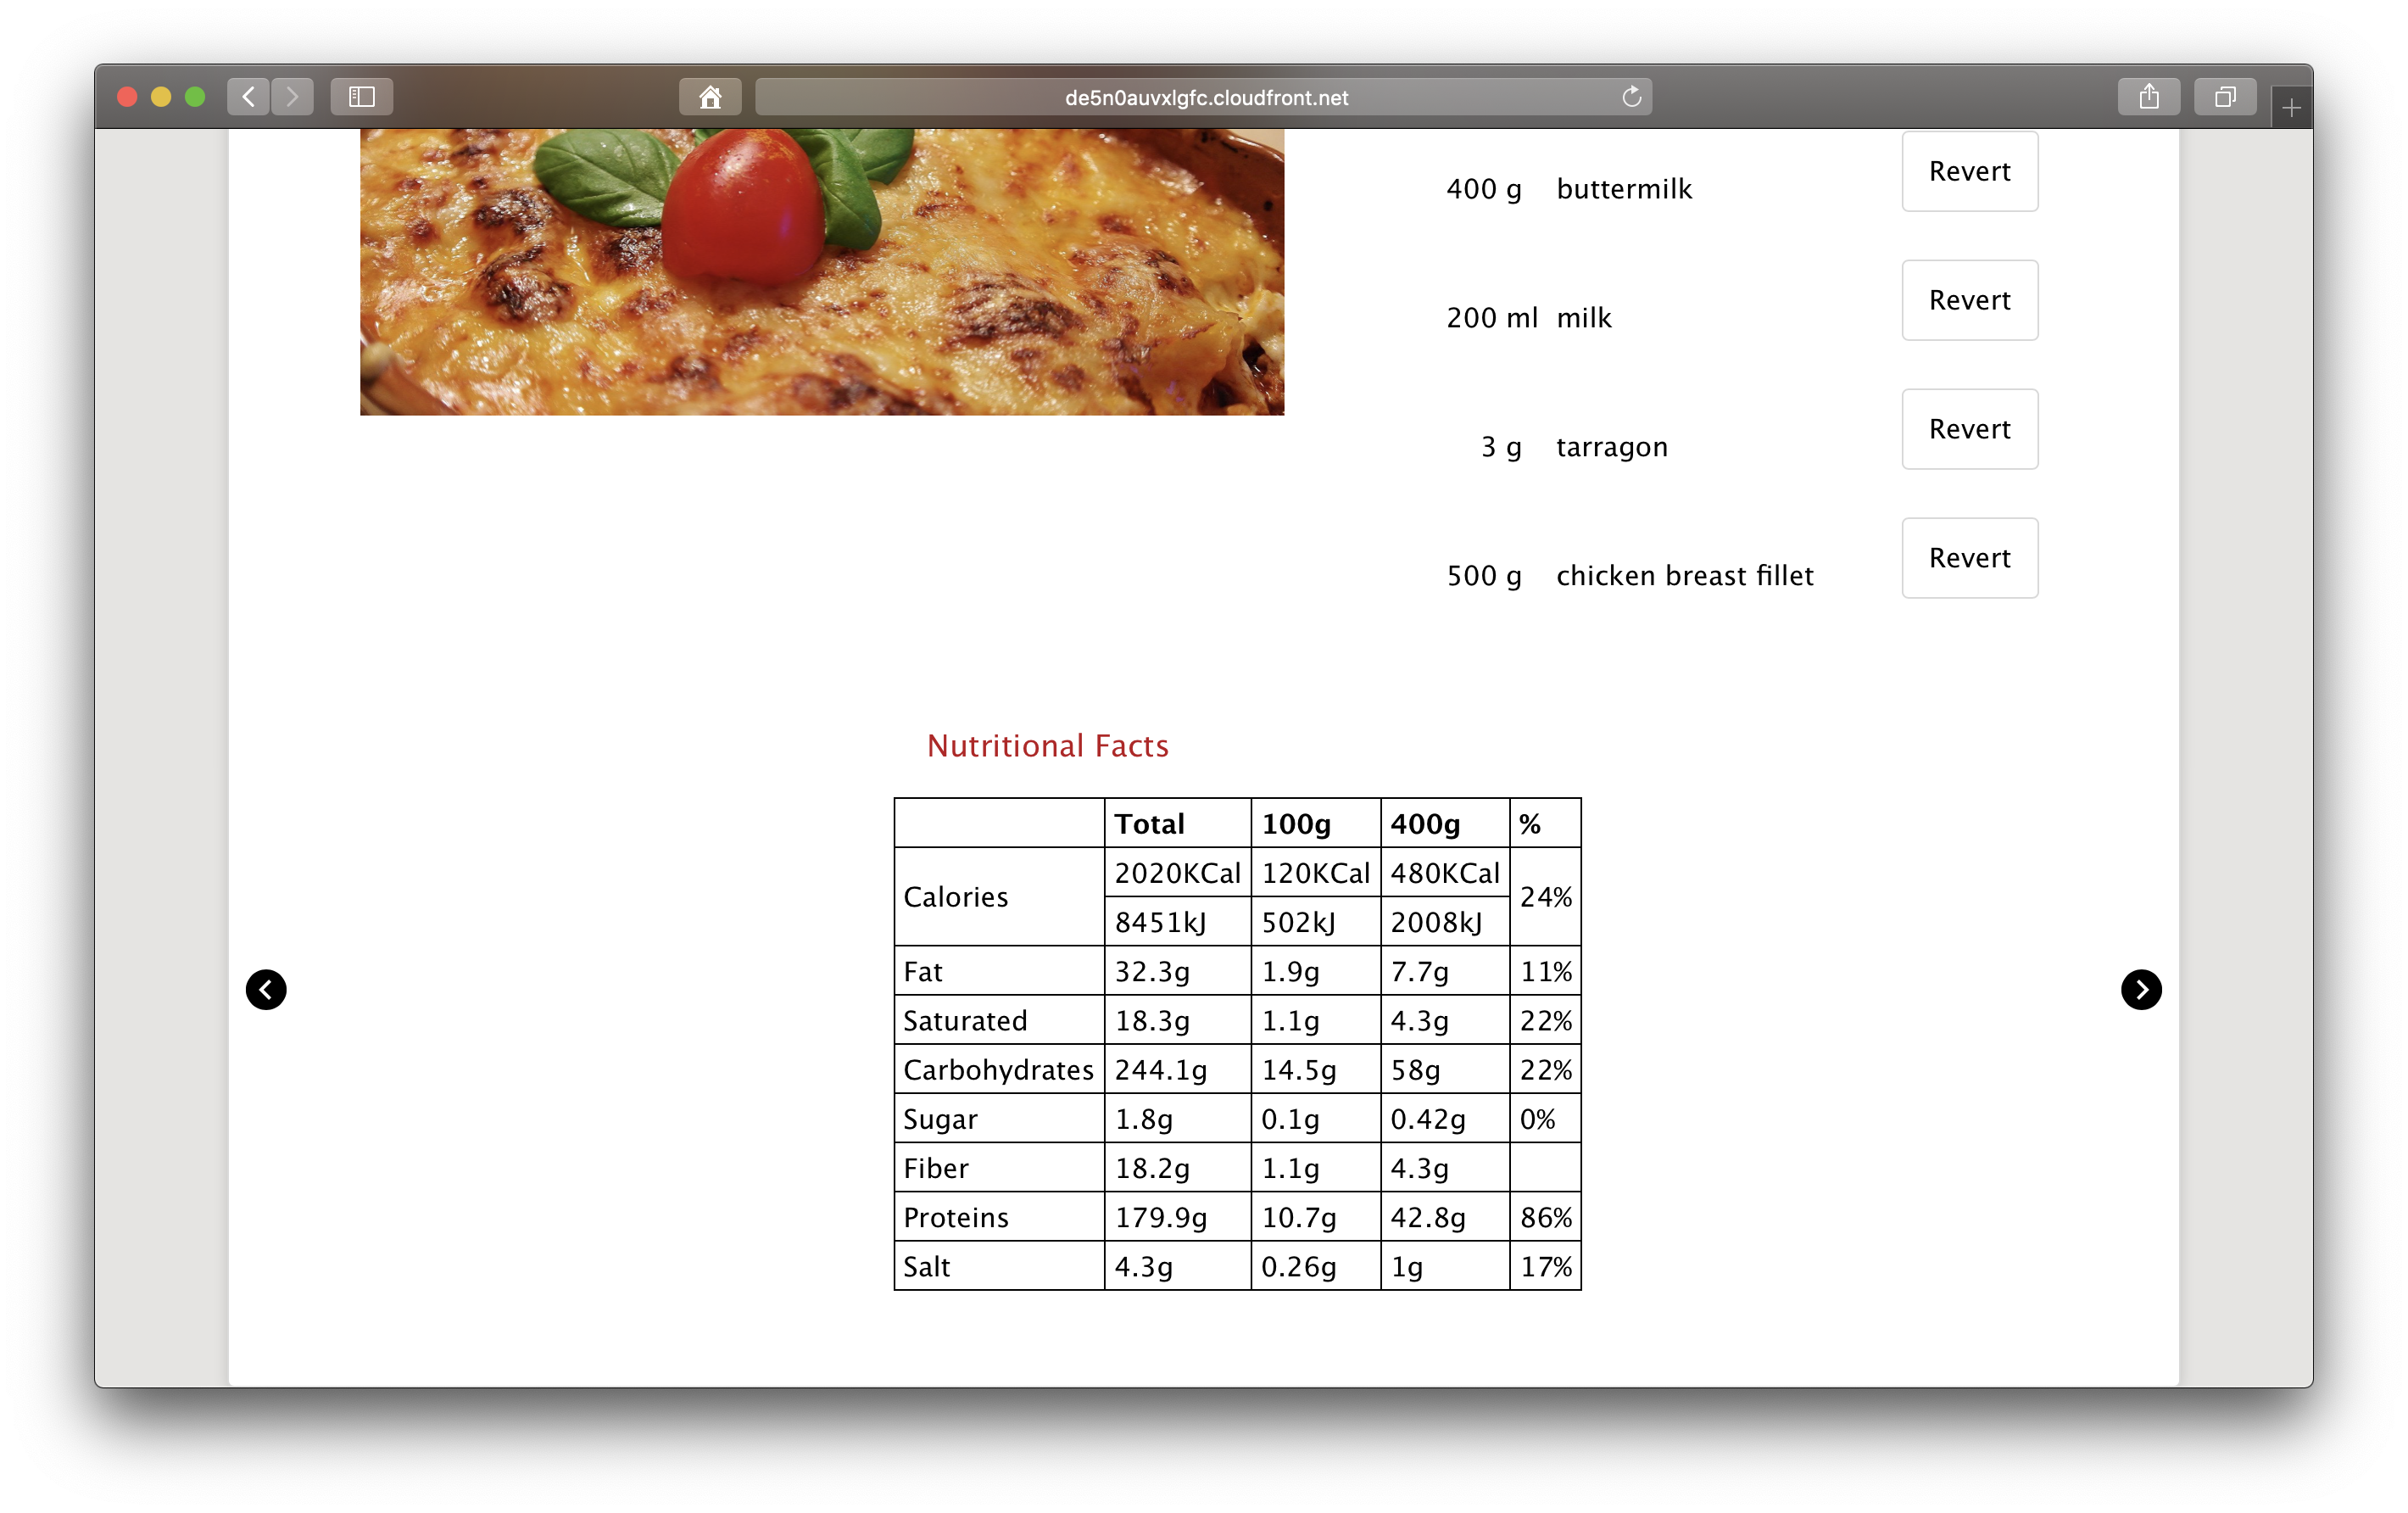 de5n0auvxlgfc.cloudfront.net
400 g buttermilk Revert
200 ml milk Revert
3 g tarragon Revert
500 g chicken breast fillet Revert
Nutritional Facts
Total 100g 400g %
Calories 2020KCal 120KCal 480KCal 24%
8451kJ 502kJ 2008kJ
Fat 32.3g 1.9g 7.7g 11%
Saturated 18.3g 1.1g 4.3g 22%
Carbohydrates 244.1g 14.5g 58g 22%
Sugar 1.8g 0.1g 0.42g 0%
Fiber 18.2g 1.1g 4.3g
Proteins 179.9g 10.7g 42.8g 86%
Salt 4.3g 0.26g 1g 17%